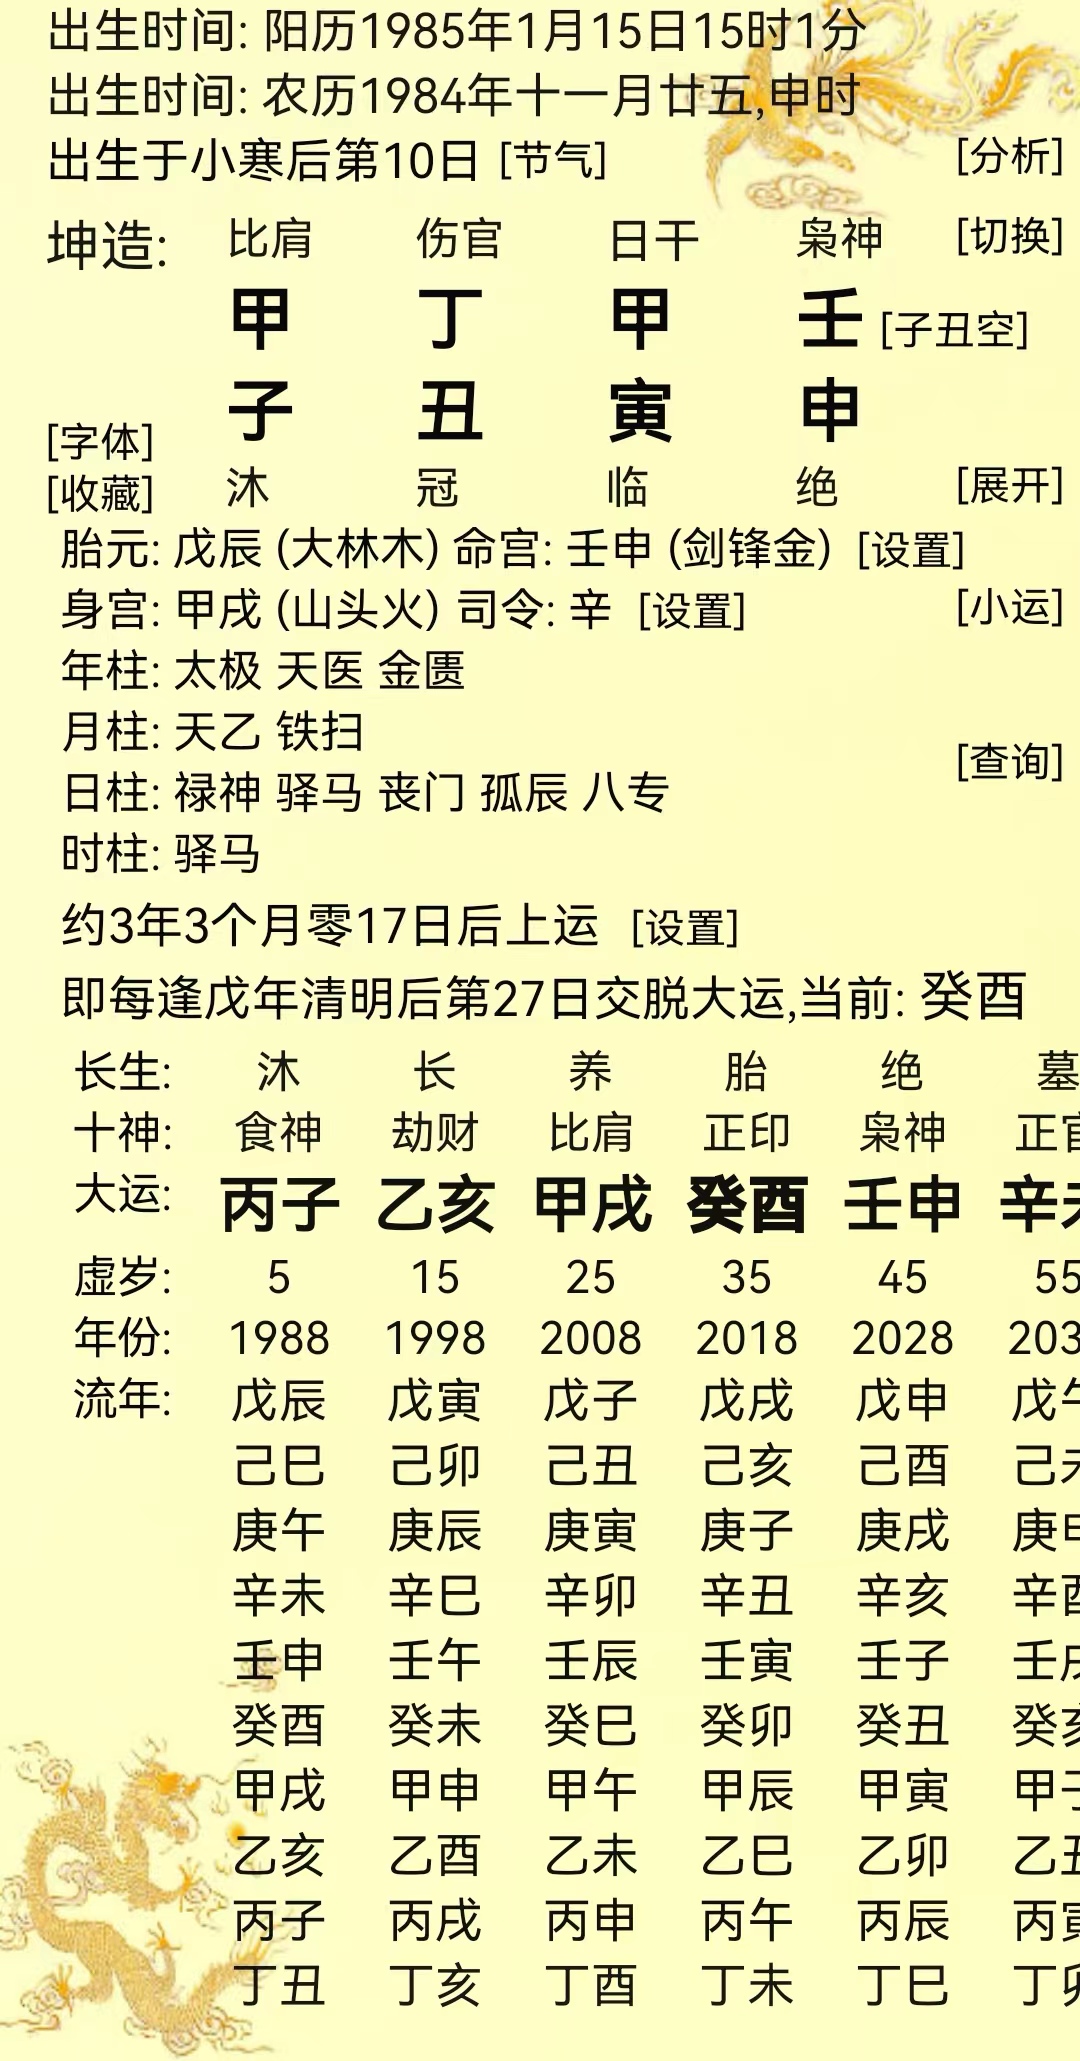 出生时间: 阳历1985年1月15日15时1分
出生时间: 农历1984年十一月廿五,申时
出生于小寒后第10日 [节气] [分析]
坤造: 比肩 伤官 日干 枭神 [切换]
甲 丁 甲 壬 [子丑空]
子 丑 寅 申
[字体]
[收藏] 沐 冠 临 绝 [展开]
胎元: 戊辰 (大林木) 命宫: 壬申 (剑锋金) [设置]
身宫: 甲戌 (山头火) 司令: 辛 [设置] [小运]
年柱: 太极 天医 金匮
月柱: 天乙 铁扫
[查询]
日柱: 禄神 驿马 丧门 孤辰 八专
时柱: 驿马
约3年3个月零17日后上运 [设置]
即每逢戊年清明后第27日交脱大运,当前: 癸酉
长生: 沐 长 养 胎 绝 墓
十神: 食神 劫财 比肩 正印 枭神 正官
大运: 丙子 乙亥 甲戌 癸酉 壬申 辛未
虚岁: 5 15 25 35 45 55
年份: 1988 1998 2008 2018 2028 203
流年: 戊辰 戊寅 戊子 戊戌 戊申 戊午
己巳 己卯 己丑 己亥 己酉 己未
庚午 庚辰 庚寅 庚子 庚戌 庚申
辛未 辛巳 辛卯 辛丑 辛亥 辛酉
壬申 壬午 壬辰 壬寅 壬子 壬戌
癸酉 癸未 癸巳 癸卯 癸丑 癸亥
甲戌 甲申 甲午 甲辰 甲寅 甲子
乙亥 乙酉 乙未 乙巳 乙卯 乙丑
丙子 丙戌 丙申 丙午 丙辰 丙寅
丁丑 丁亥 丁酉 丁未 丁巳 丁卯